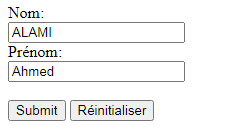 Nom:
ALAMI
Prénom:
Ahmed
Submit Réinitialiser